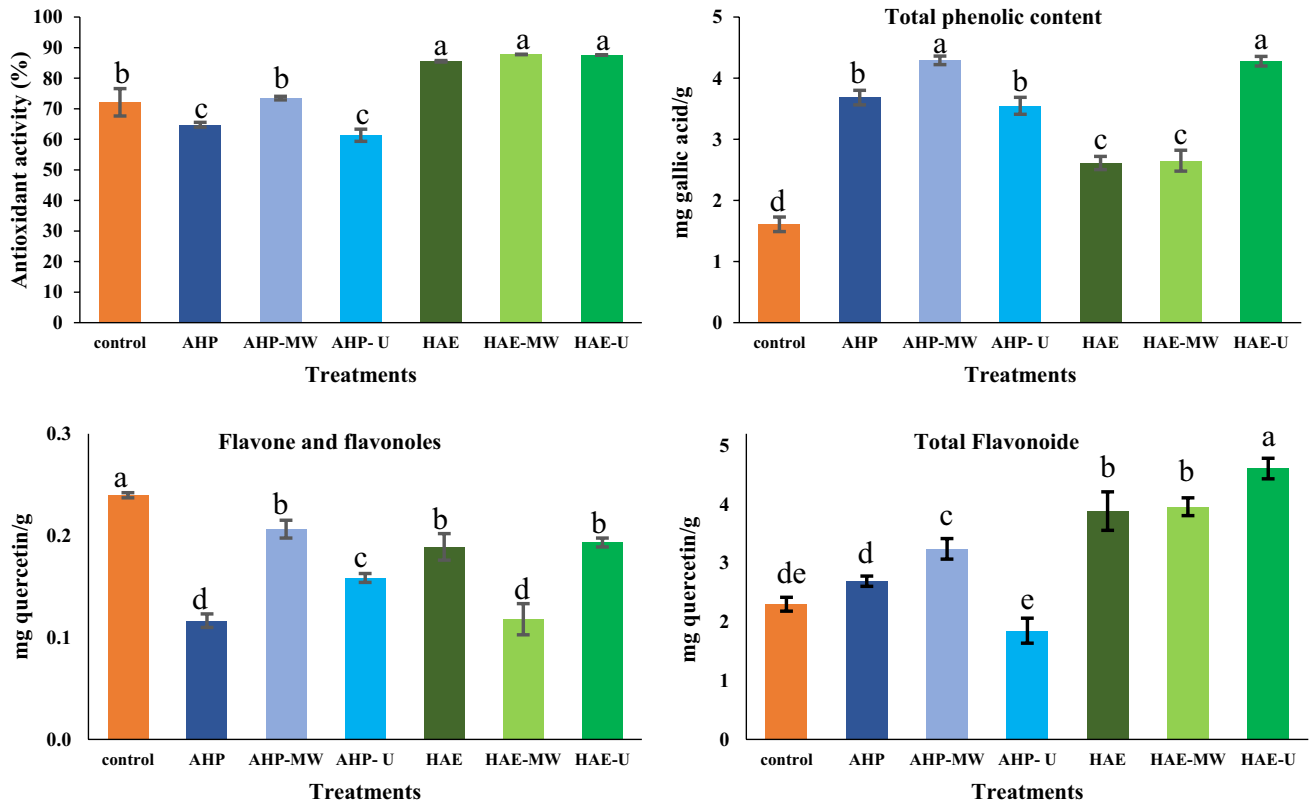 Antioxidant activity (%)
100
90
80
70
60
50
40
30
20
10
0
b
c
b
c
a
a
a
control AHP AHP-MW AHP- U HAE HAE-MW HAE-U
Treatments
Total phenolic content
mg gallic acid/g
5
4
3
2
1
0
d
b
a
b
c
c
a
control AHP AHP-MW AHP- U HAE HAE-MW HAE-U
Treatments
Flavone and flavonoles
mg quercetin/g
0.3
0.2
0.1
0.0
a
d
b
c
b
d
b
control AHP AHP-MW AHP- U HAE HAE-MW HAE-U
Treatments
Total Flavonoide
mg quercetin/g
5
4
3
2
1
0
de
d
c
e
b
b
a
control AHP AHP-MW AHP- U HAE HAE-MW HAE-U
Treatments